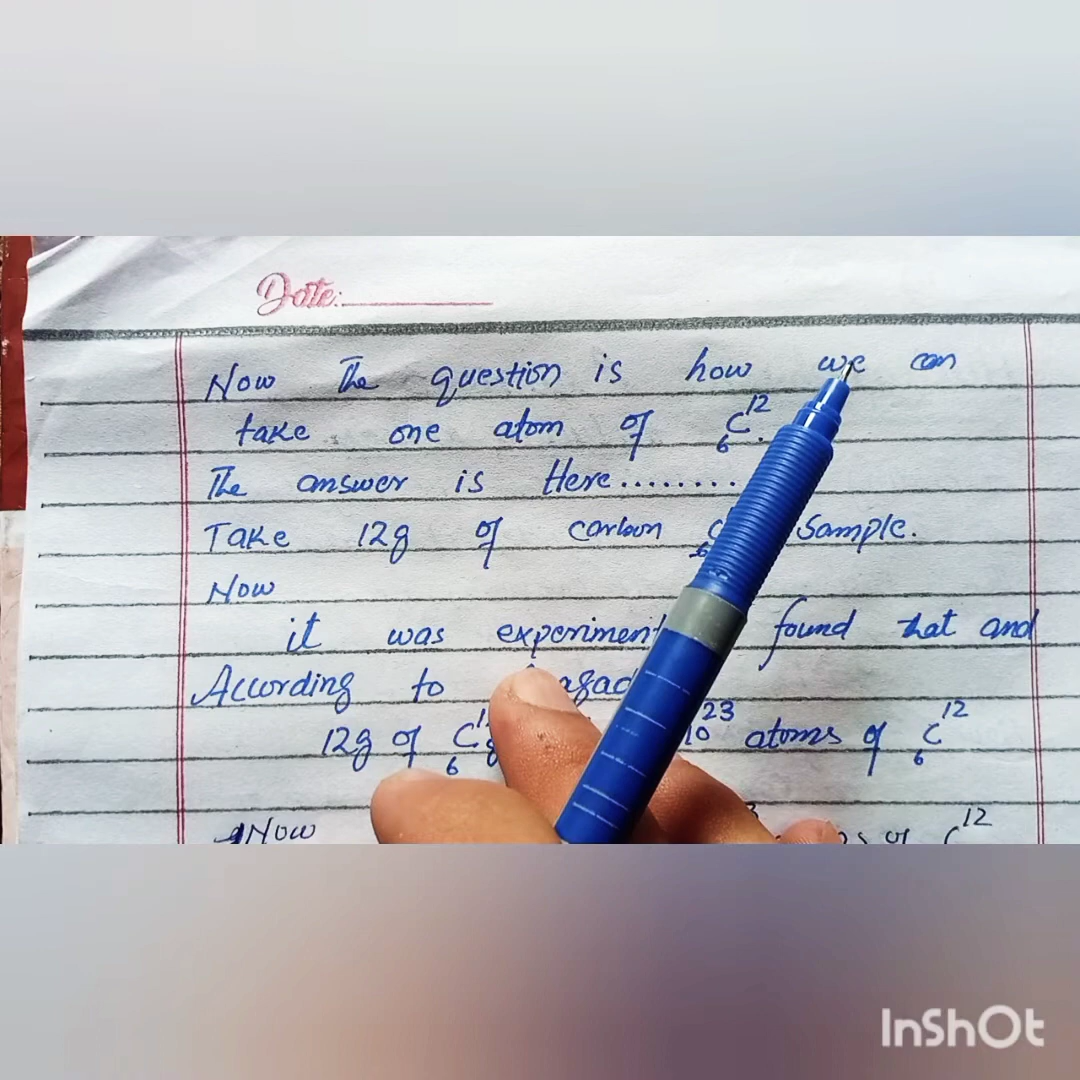 Date:
Now The question is how we can
take one atom of ₆C¹².
The answer is Here........
Take 12g of carbon sample.
Now
it was found that and
According to
12g of 10²³ atoms of ₆C¹²
Now of C¹²
InShOt